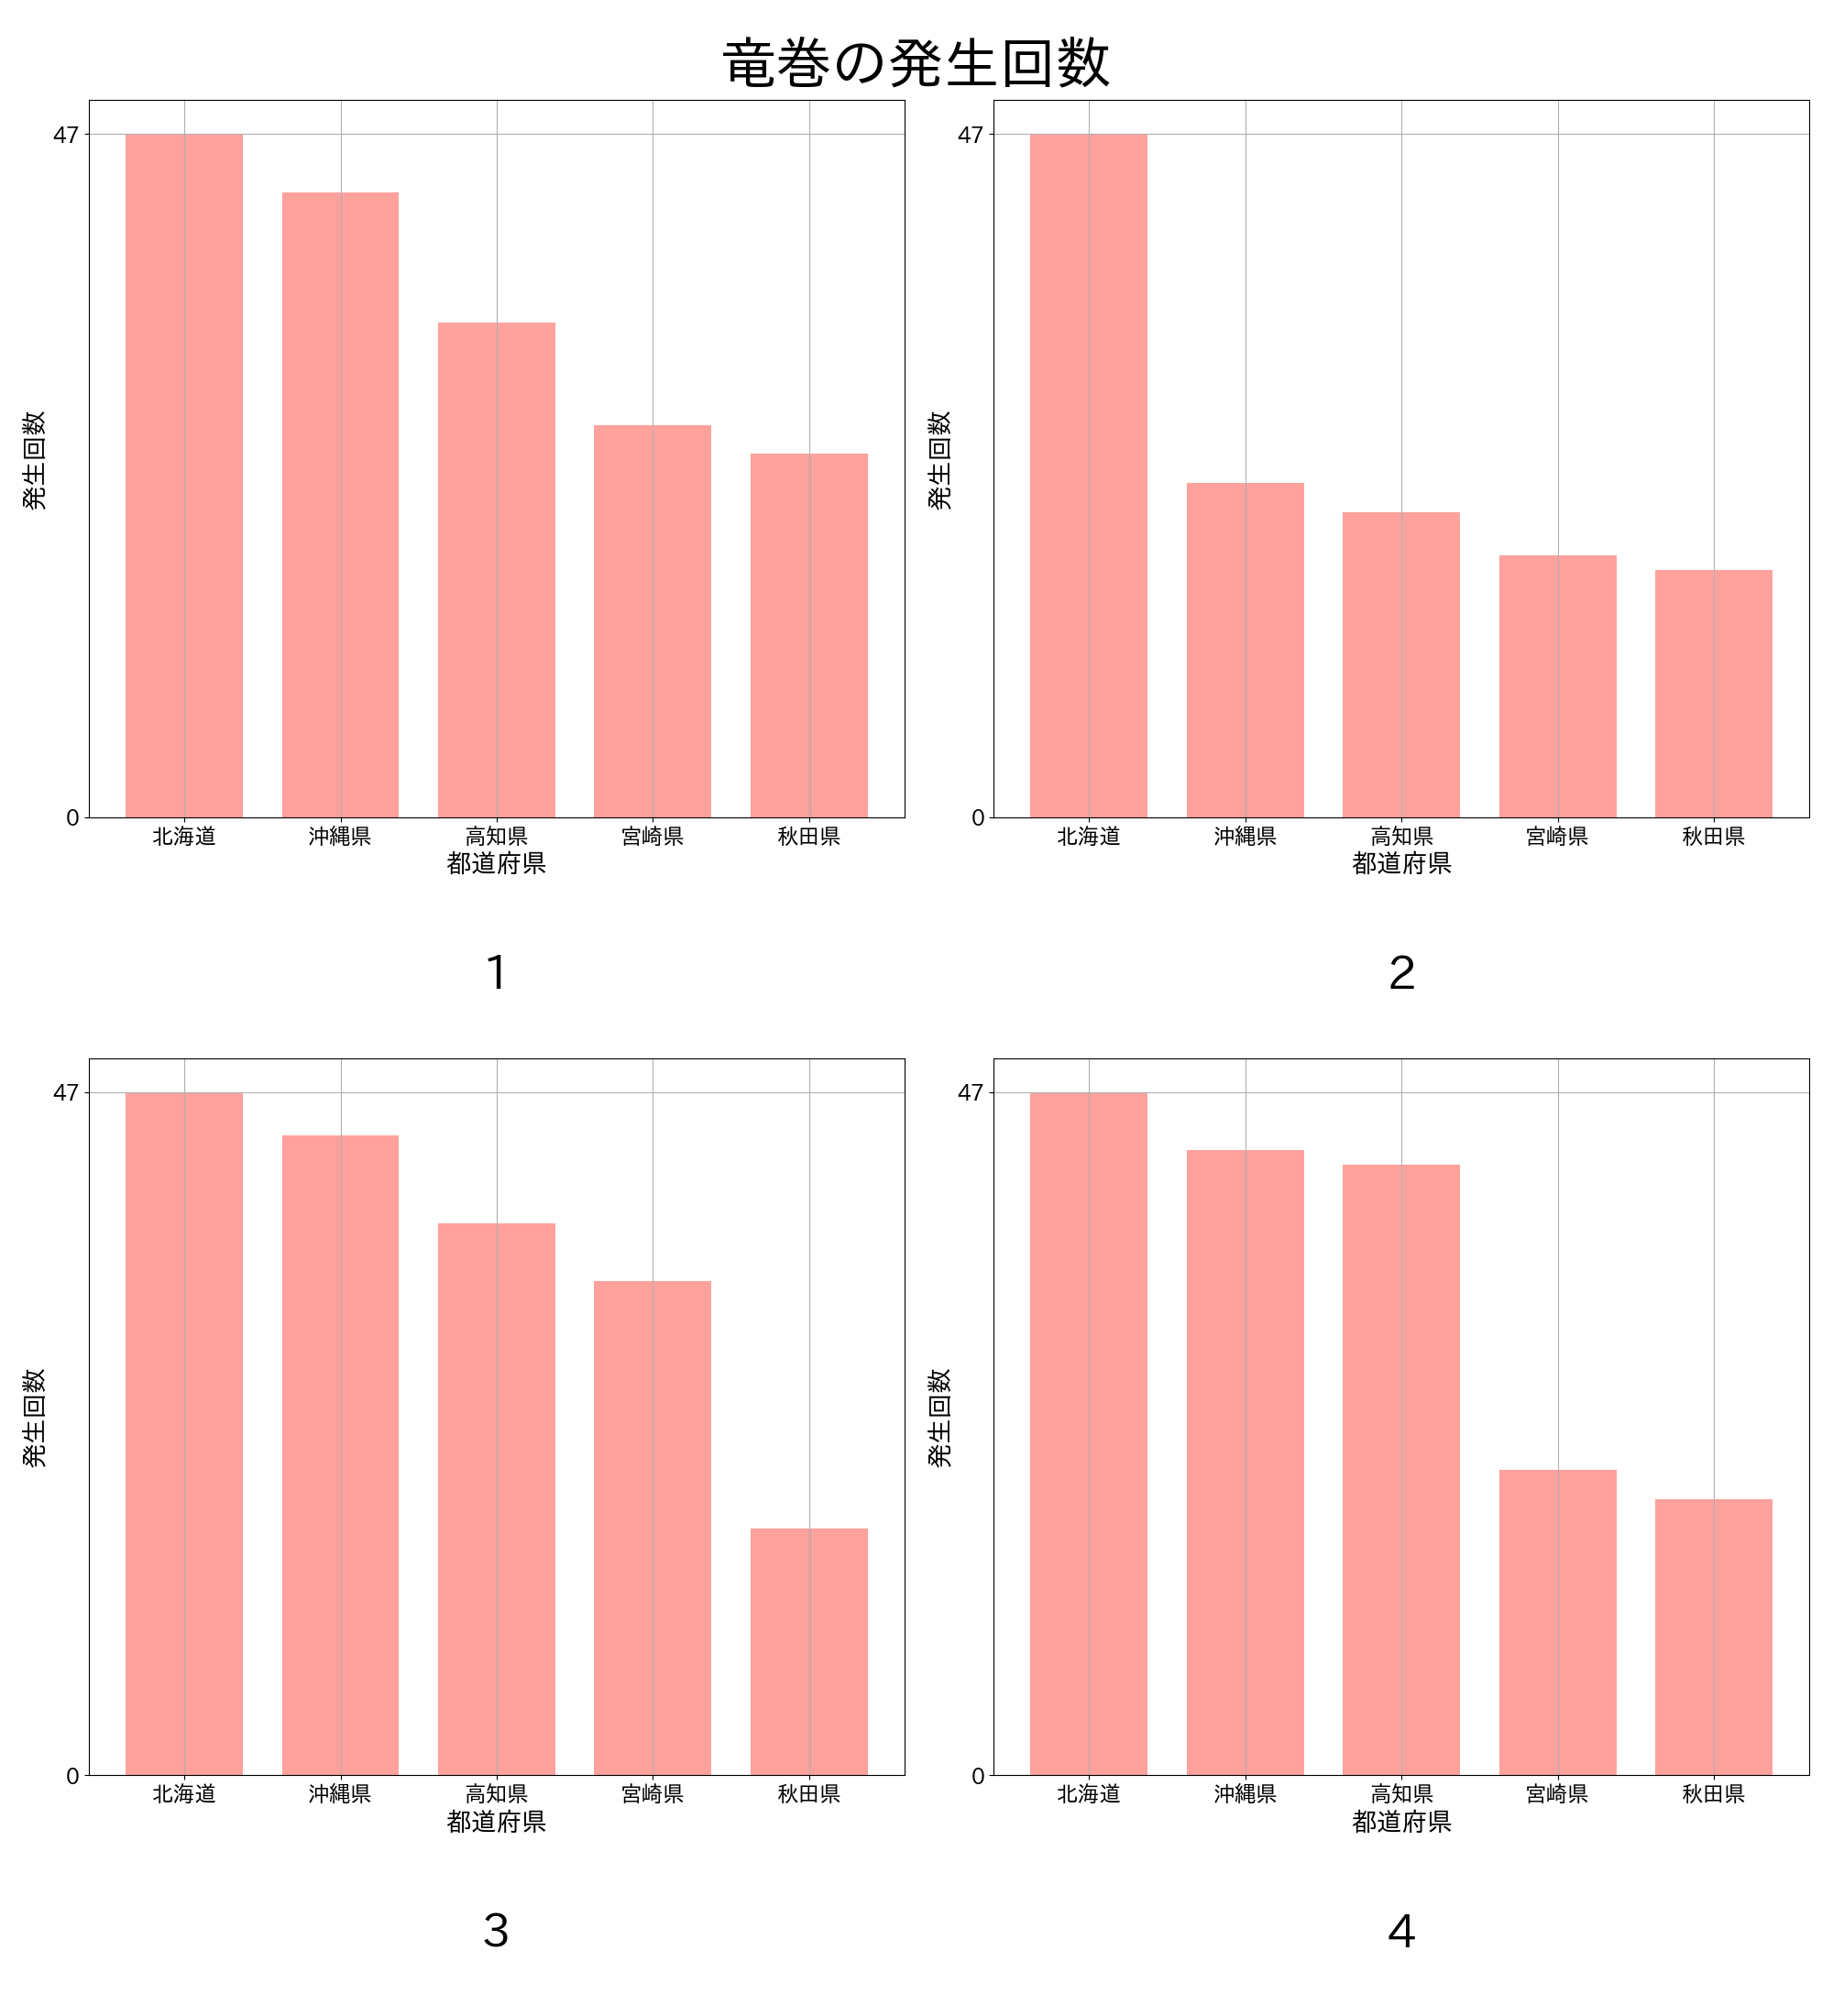 竜巻の発生回数
47
0
発生回数
北海道 沖縄県 高知県 宮崎県 秋田県
都道府県
1
47
0
発生回数
北海道 沖縄県 高知県 宮崎県 秋田県
都道府県
2
47
0
発生回数
北海道 沖縄県 高知県 宮崎県 秋田県
都道府県
3
47
0
発生回数
北海道 沖縄県 高知県 宮崎県 秋田県
都道府県
4